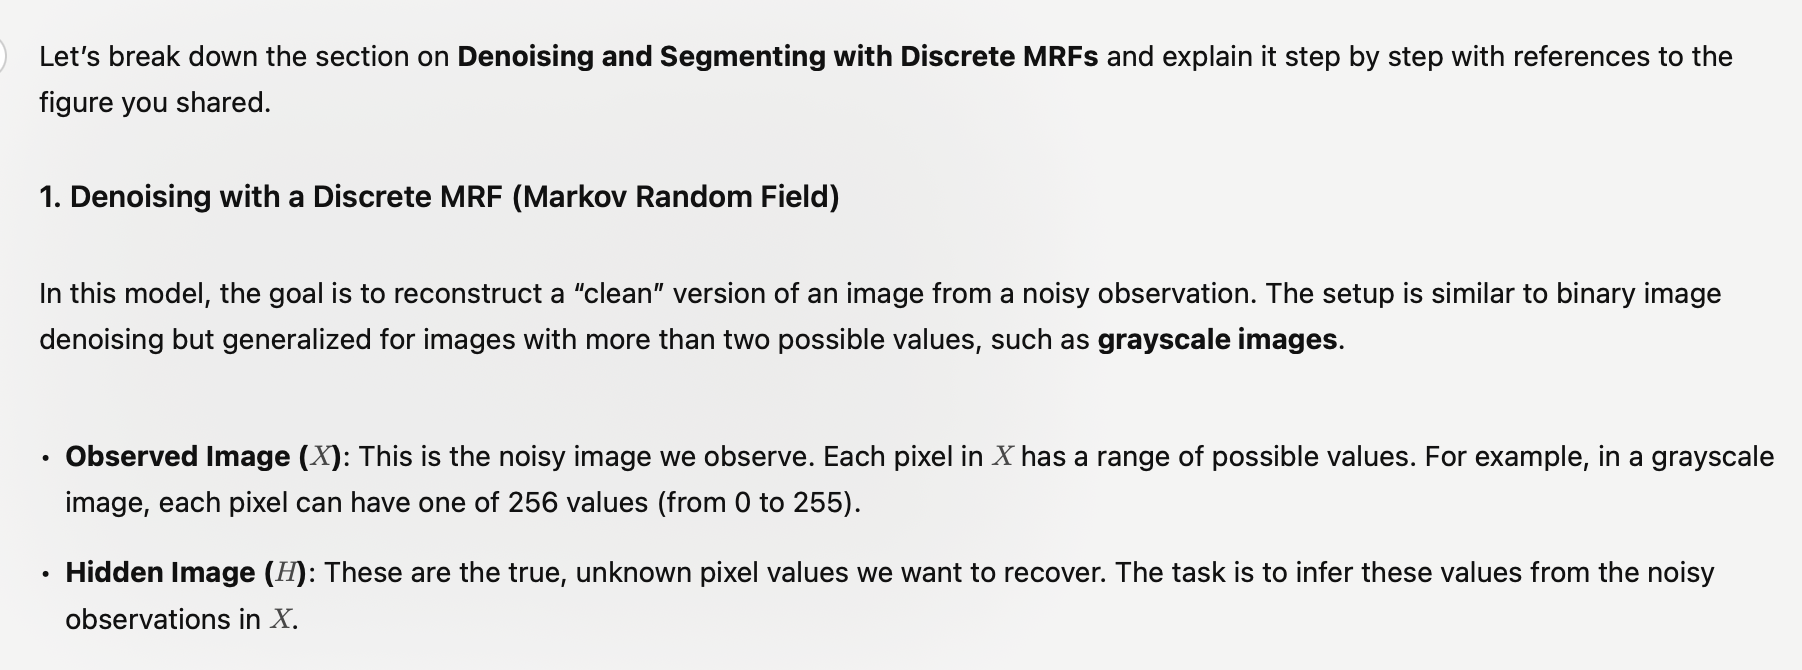 Let’s break down the section on Denoising and Segmenting with Discrete MRFs and explain it step by step with references to the
figure you shared.
1. Denoising with a Discrete MRF (Markov Random Field)
In this model, the goal is to reconstruct a “clean” version of an image from a noisy observation. The setup is similar to binary image
denoising but generalized for images with more than two possible values, such as grayscale images.
• Observed Image (X): This is the noisy image we observe. Each pixel in X has a range of possible values. For example, in a grayscale
image, each pixel can have one of 256 values (from 0 to 255).
• Hidden Image (H): These are the true, unknown pixel values we want to recover. The task is to infer these values from the noisy
observations in X.